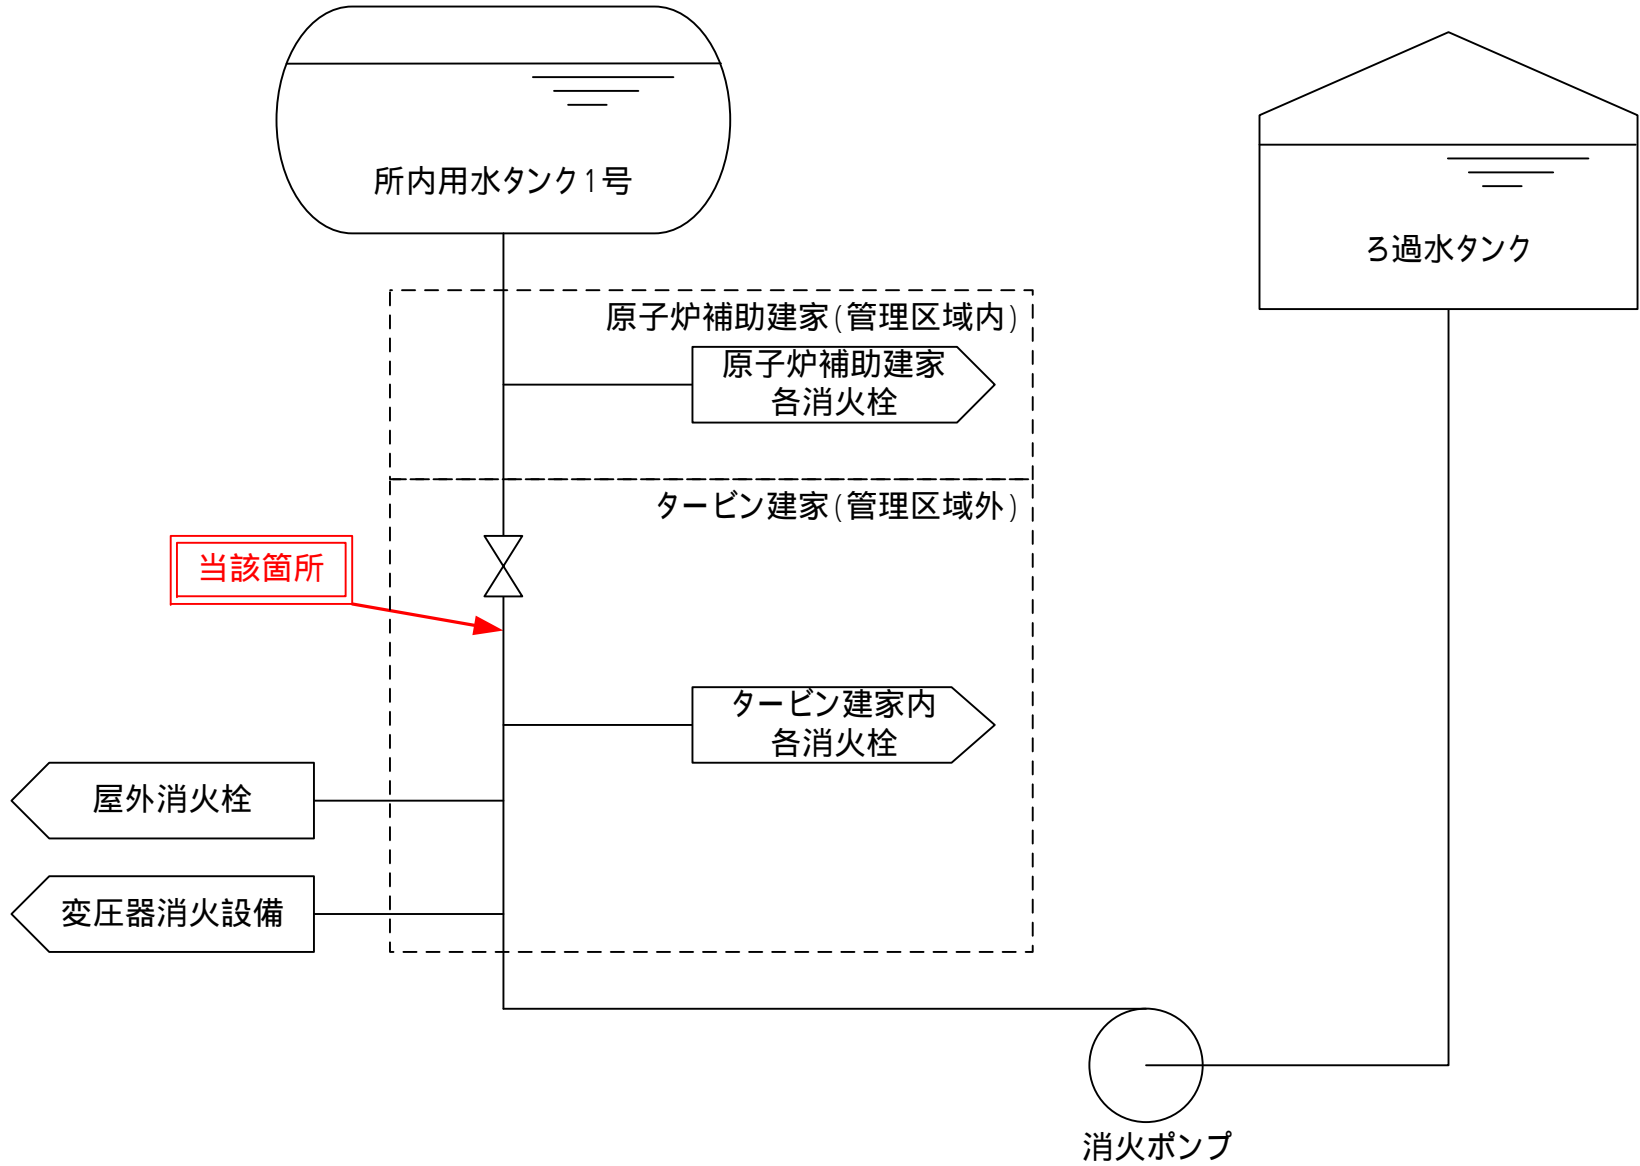 所内用水タンク1号
ろ過水タンク
原子炉補助建家(管理区域内)
原子炉補助建家
各消火栓
タービン建家(管理区域外)
当該箇所
タービン建家内
各消火栓
屋外消火栓
変圧器消火設備
消火ポンプ